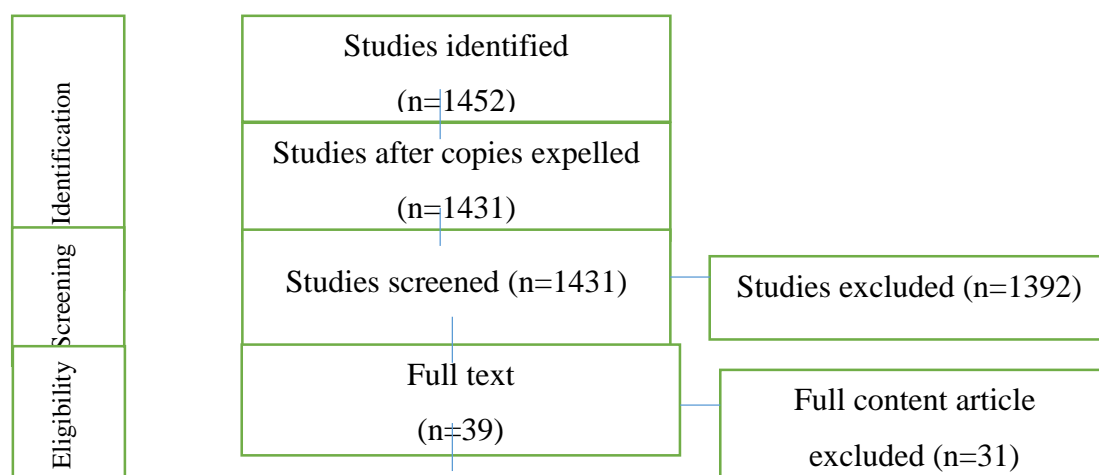 Identification
Studies identified
(n=1452)
Studies after copies expelled
(n=1431)
Screening
Studies screened (n=1431)
Studies excluded (n=1392)
Eligibility
Full text
(n=39)
Full content article
excluded (n=31)